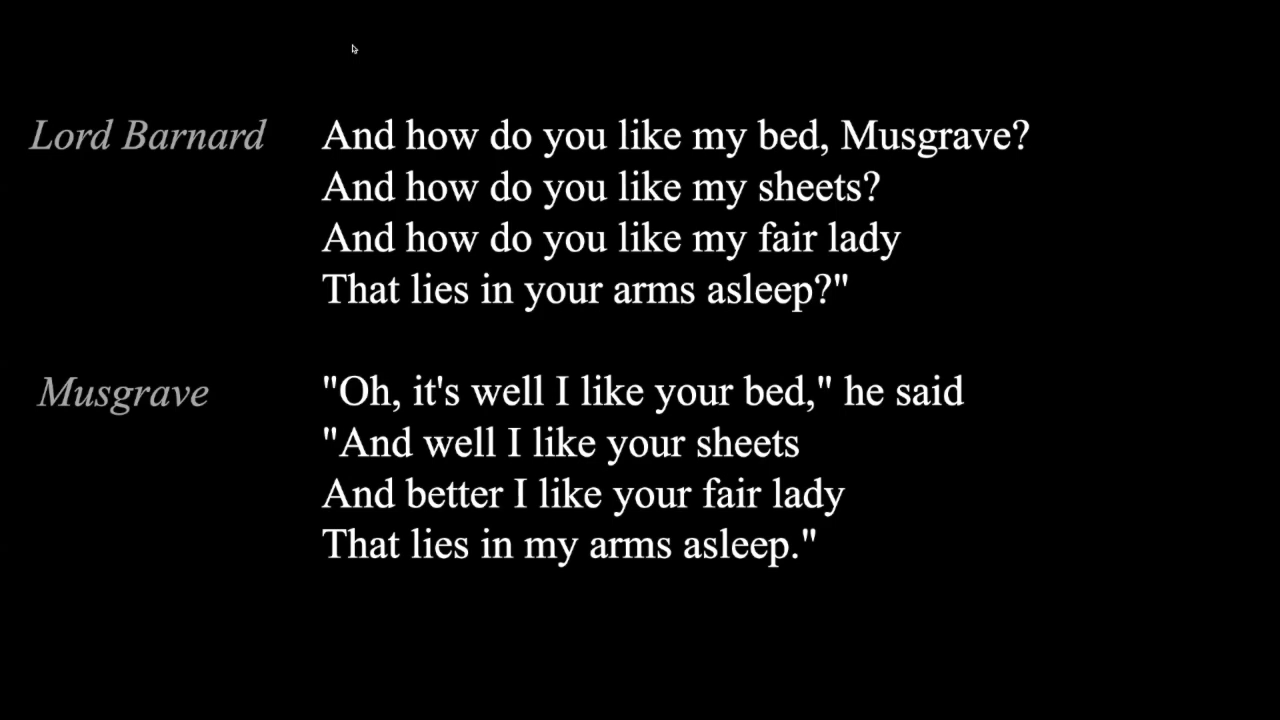 Lord Barnard And how do you like my bed, Musgrave?
And how do you like my sheets?
And how do you like my fair lady
That lies in your arms asleep?"
Musgrave "Oh, it's well I like your bed," he said
"And well I like your sheets
And better I like your fair lady
That lies in my arms asleep."